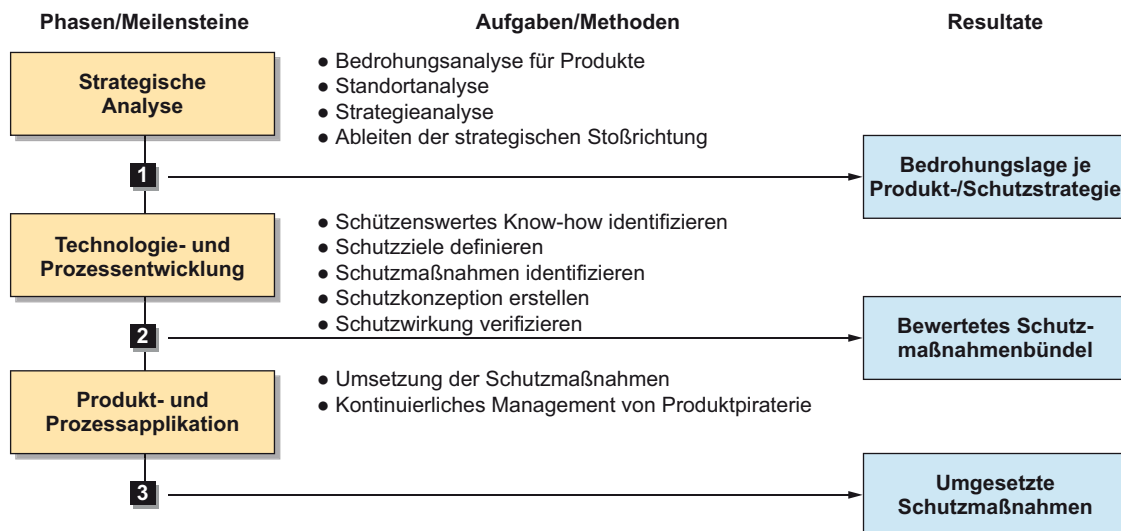 Phasen/Meilensteine
Aufgaben/Methoden
Resultate
Strategische
Analyse
● Bedrohungsanalyse für Produkte
● Standortanalyse
● Strategieanalyse
● Ableiten der strategischen Stoßrichtung
1
Bedrohungslage je
Produkt-/Schutzstrategie
Technologie- und
Prozessentwicklung
● Schützenswertes Know-how identifizieren
● Schutzziele definieren
● Schutzmaßnahmen identifizieren
● Schutzkonzeption erstellen
● Schutzwirkung verifizieren
2
Bewertetes Schutz-
maßnahmenbündel
Produkt- und
Prozessapplikation
● Umsetzung der Schutzmaßnahmen
● Kontinuierliches Management von Produktpiraterie
3
Umgesetzte
Schutzmaßnahmen